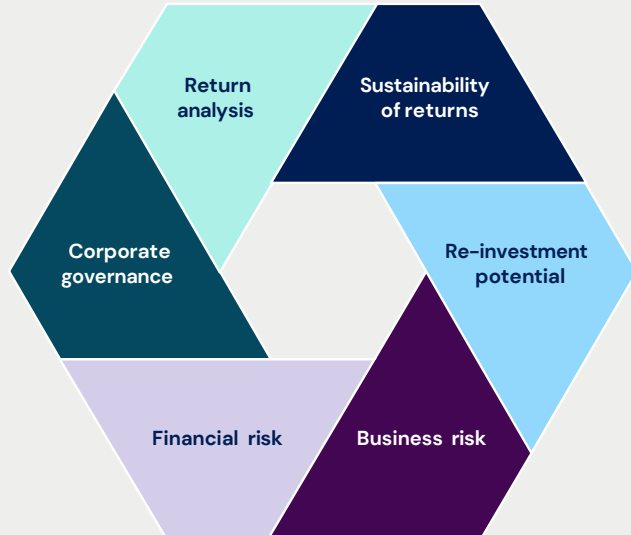 Return
analysis
Sustainability
of returns
Corporate
governance
Re-investment
potential
Financial risk
Business risk